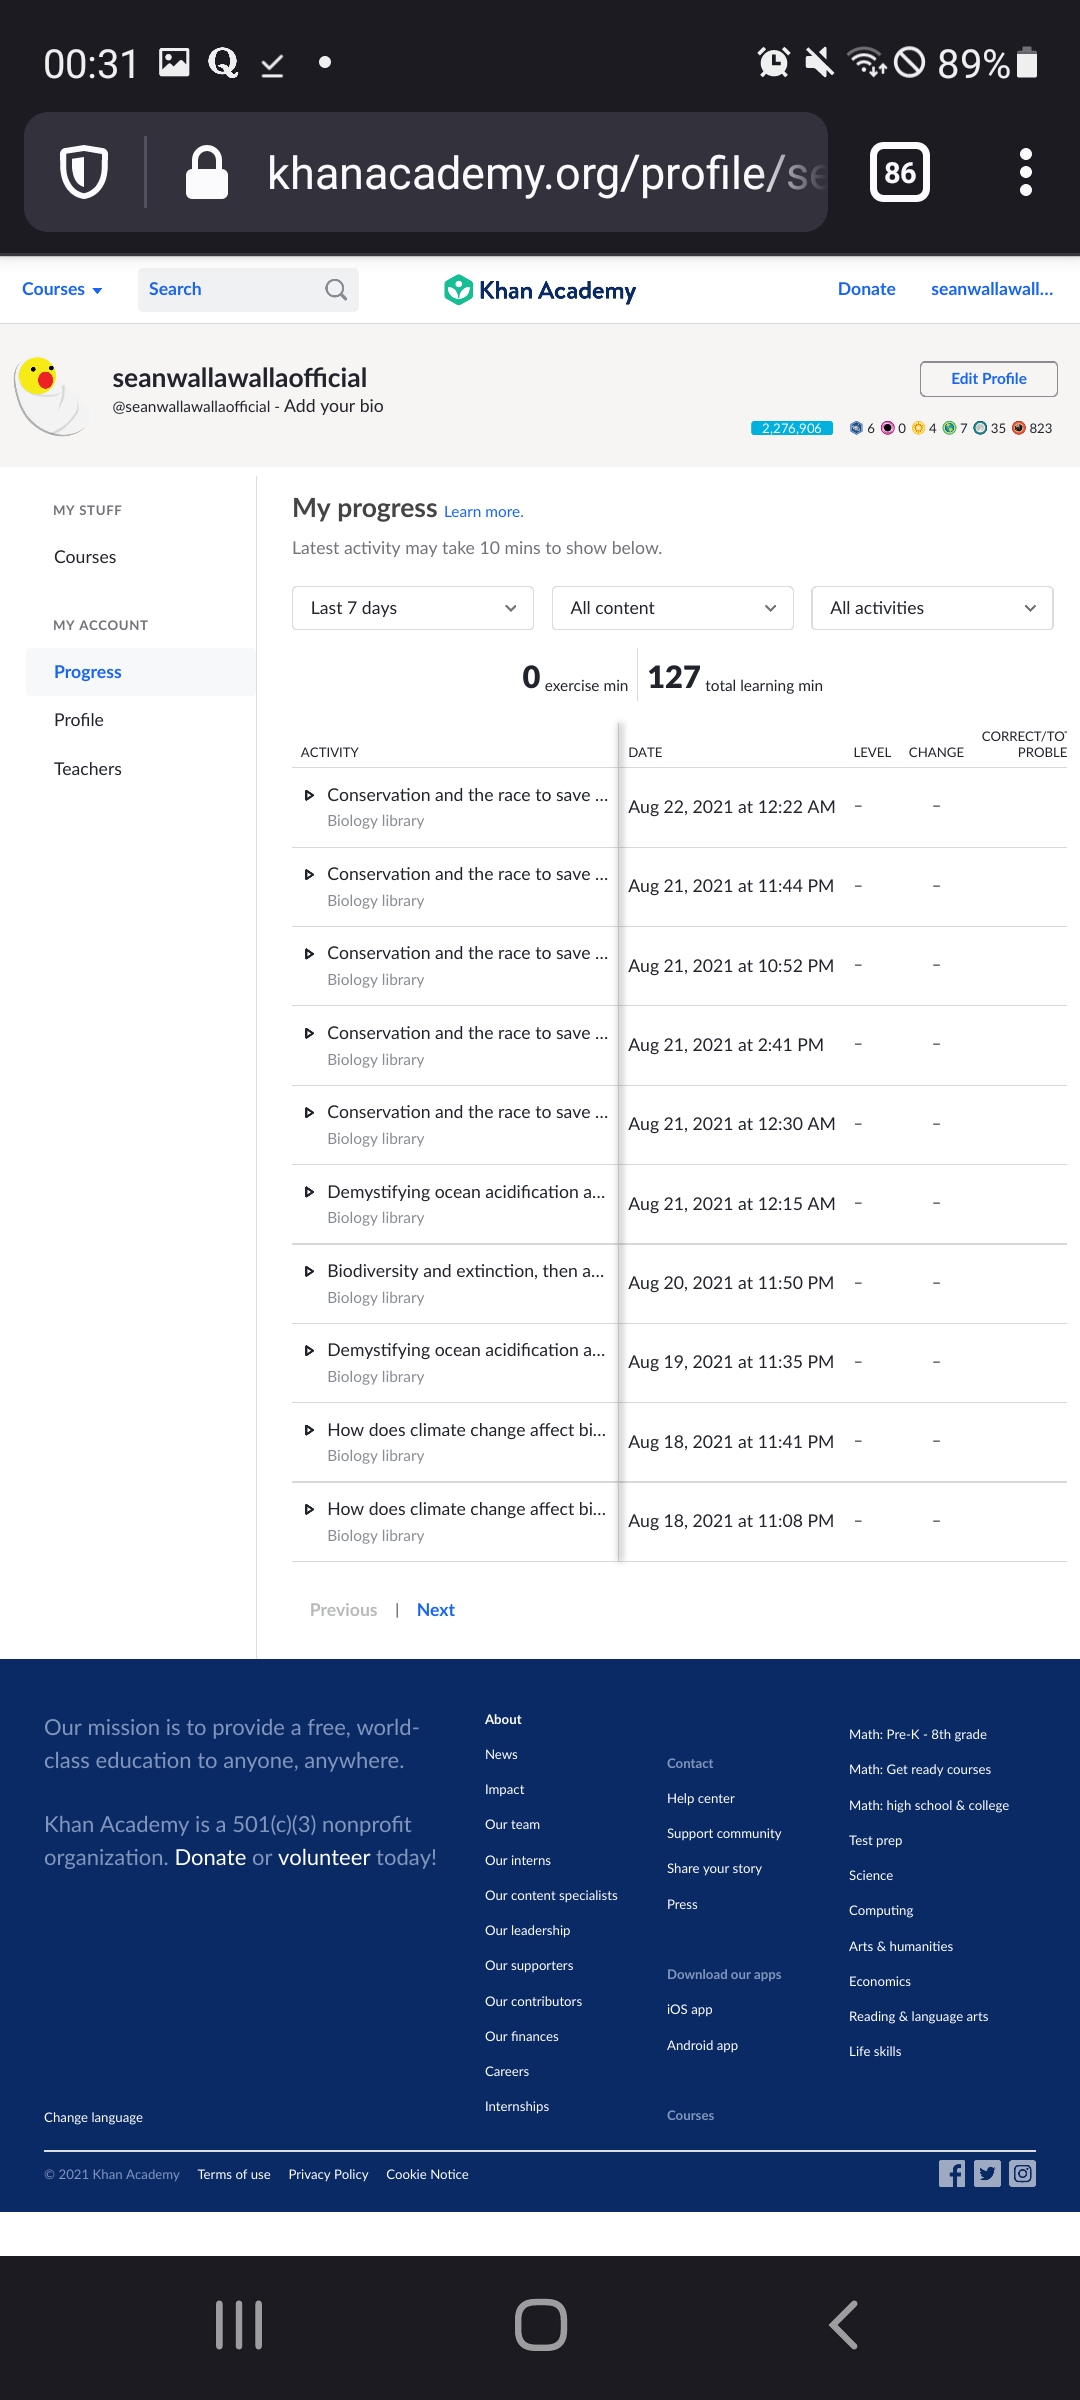 00:31
89%
khanacademy.org/profile/se
86
Courses
Search
Khan Academy
Donate
seanwallawall...
seanwallawallaofficial
@seanwallawallaofficial - Add your bio
Edit Profile
2,276,906 6 0 4 7 35 823
MY STUFF
Courses
MY ACCOUNT
Progress
Profile
Teachers
My progress Learn more.
Latest activity may take 10 mins to show below.
Last 7 days
All content
All activities
0 exercise min
127 total learning min
ACTIVITY DATE LEVEL CHANGE CORRECT/TOT
PROBLE
Conservation and the race to save ...
Biology library
Aug 22, 2021 at 12:22 AM – –
Conservation and the race to save ...
Biology library
Aug 21, 2021 at 11:44 PM – –
Conservation and the race to save ...
Biology library
Aug 21, 2021 at 10:52 PM – –
Conservation and the race to save ...
Biology library
Aug 21, 2021 at 2:41 PM – –
Conservation and the race to save ...
Biology library
Aug 21, 2021 at 12:30 AM – –
Demystifying ocean acidification a...
Biology library
Aug 21, 2021 at 12:15 AM – –
Biodiversity and extinction, then a...
Biology library
Aug 20, 2021 at 11:50 PM – –
Demystifying ocean acidification a...
Biology library
Aug 19, 2021 at 11:35 PM – –
How does climate change affect bi...
Biology library
Aug 18, 2021 at 11:41 PM – –
How does climate change affect bi...
Biology library
Aug 18, 2021 at 11:08 PM – –
Previous | Next
Our mission is to provide a free, world-
class education to anyone, anywhere.
Khan Academy is a 501(c)(3) nonprofit
organization. Donate or volunteer today!
Change language
About
News
Impact
Our team
Our interns
Our content specialists
Our leadership
Our supporters
Our contributors
Our finances
Careers
Internships
Contact
Help center
Support community
Share your story
Press
Download our apps
iOS app
Android app
Courses
Math: Pre-K - 8th grade
Math: Get ready courses
Math: high school & college
Test prep
Science
Computing
Arts & humanities
Economics
Reading & language arts
Life skills
© 2021 Khan Academy Terms of use Privacy Policy Cookie Notice